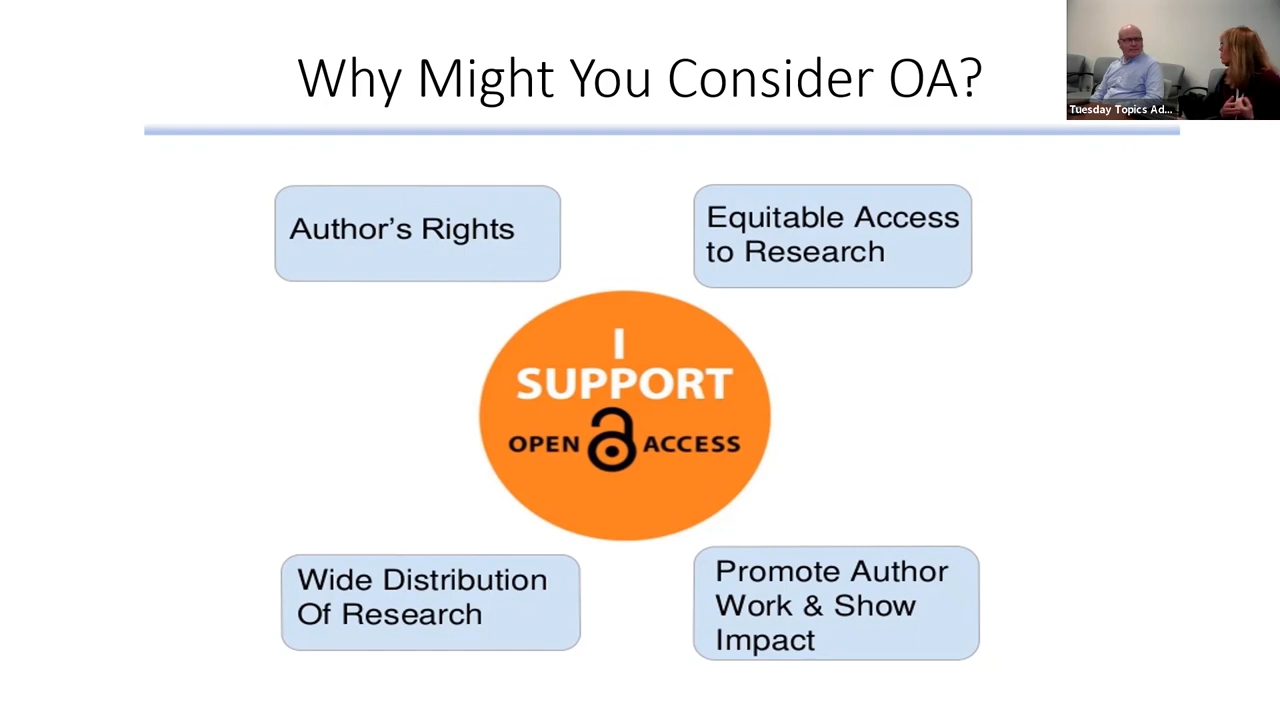 Why Might You Consider OA?
Tuesday Topics Ad...
Author's Rights
Equitable Access
to Research
I
SUPPORT
OPEN ACCESS
Wide Distribution
Of Research
Promote Author
Work & Show
Impact